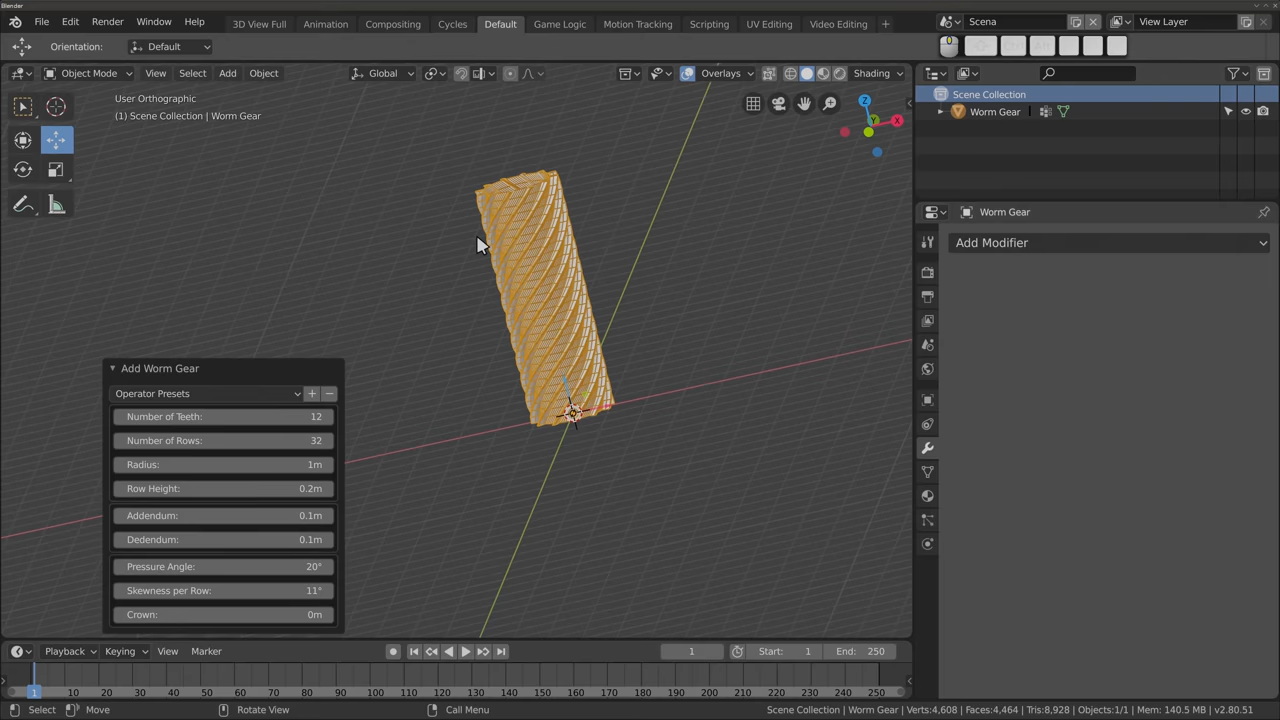 Blender
File Edit Render Window Help
3D View Full Animation Compositing Cycles Default Game Logic Motion Tracking Scripting UV Editing Video Editing +
Scena
View Layer
Orientation: Default
Object Mode View Select Add Object
Global
Overlays
Shading
User Orthographic
(1) Scene Collection | Worm Gear
Z
Y
X
Scene Collection
Worm Gear
Worm Gear
Add Modifier
Add Worm Gear
Operator Presets
Number of Teeth: 12
Number of Rows: 32
Radius: 1m
Row Height: 0.2m
Addendum: 0.1m
Dedendum: 0.1m
Pressure Angle: 20°
Skewness per Row: 11°
Crown: 0m
Playback Keying View Marker
1
Start: 1
End: 250
1 10 20 30 40 50 60 70 80 90 100 110 120 130 140 150 160 170 180 190 200 210 220 230 240 250
Select Move Rotate View Call Menu
Scene Collection | Worm Gear | Verts:4,608 | Faces:4,464 | Tris:8,928 | Objects:1/1 | Mem: 140.5 MB | v2.80.51